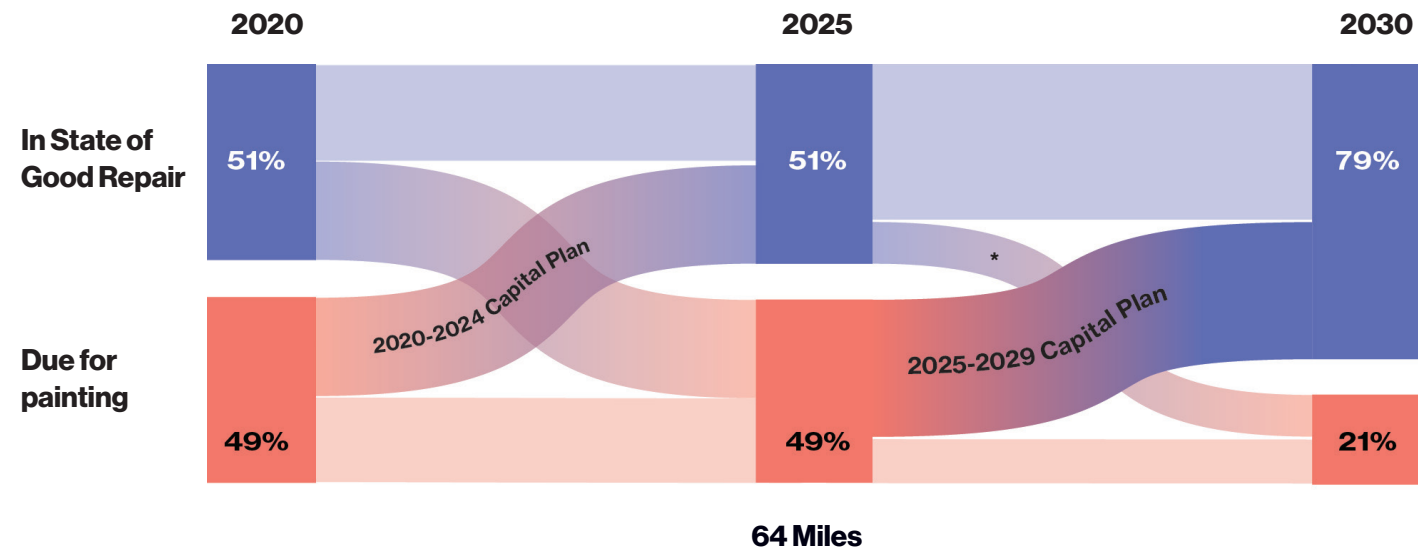 2020 2025 2030
In State of
Good Repair
51% 51% 79%
*
2020-2024 Capital Plan
2025-2029 Capital Plan
Due for
painting
49% 49% 21%
64 Miles